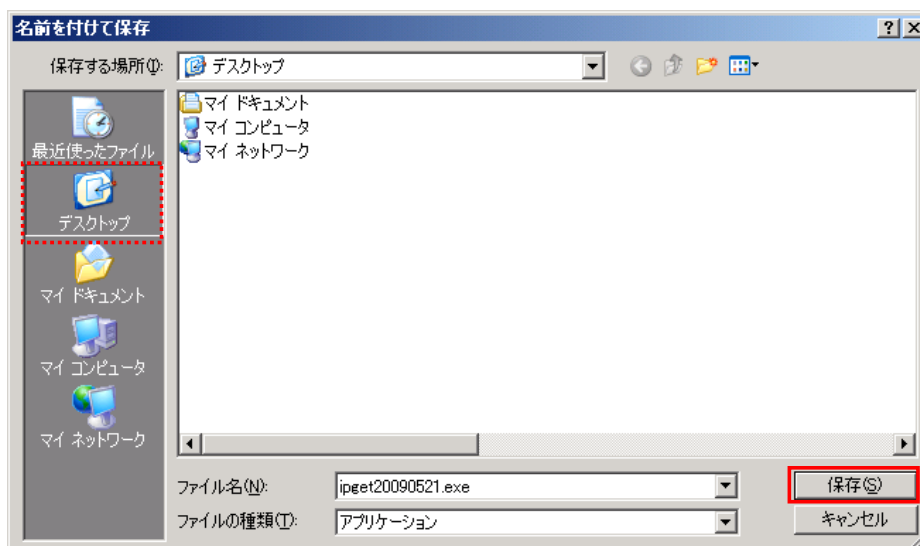 名前を付けて保存
保存する場所(I):
デスクトップ
最近使ったファイル
デスクトップ
マイ ドキュメント
マイ コンピュータ
マイ ネットワーク
マイ ドキュメント
マイ コンピュータ
マイ ネットワーク
ファイル名(N):
ipget20090521.exe
保存(S)
ファイルの種類(T):
アプリケーション
キャンセル